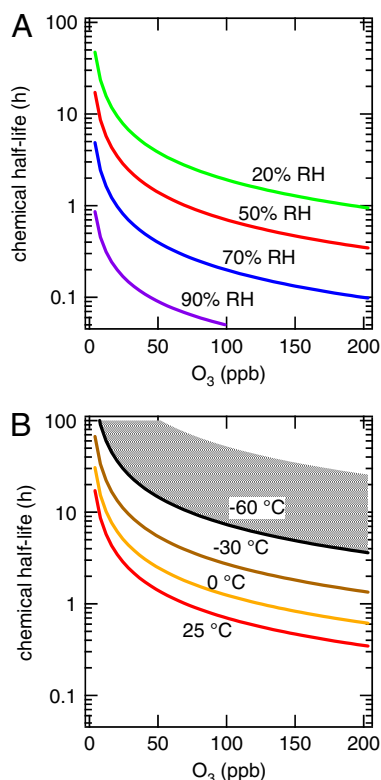 A
chemical half-life (h)
100
10
1
0.1
20% RH
50% RH
70% RH
90% RH
0
50
100
150
200
O₃ (ppb)
B
chemical half-life (h)
100
10
1
0.1
-60 °C
-30 °C
0 °C
25 °C
0
50
100
150
200
O₃ (ppb)